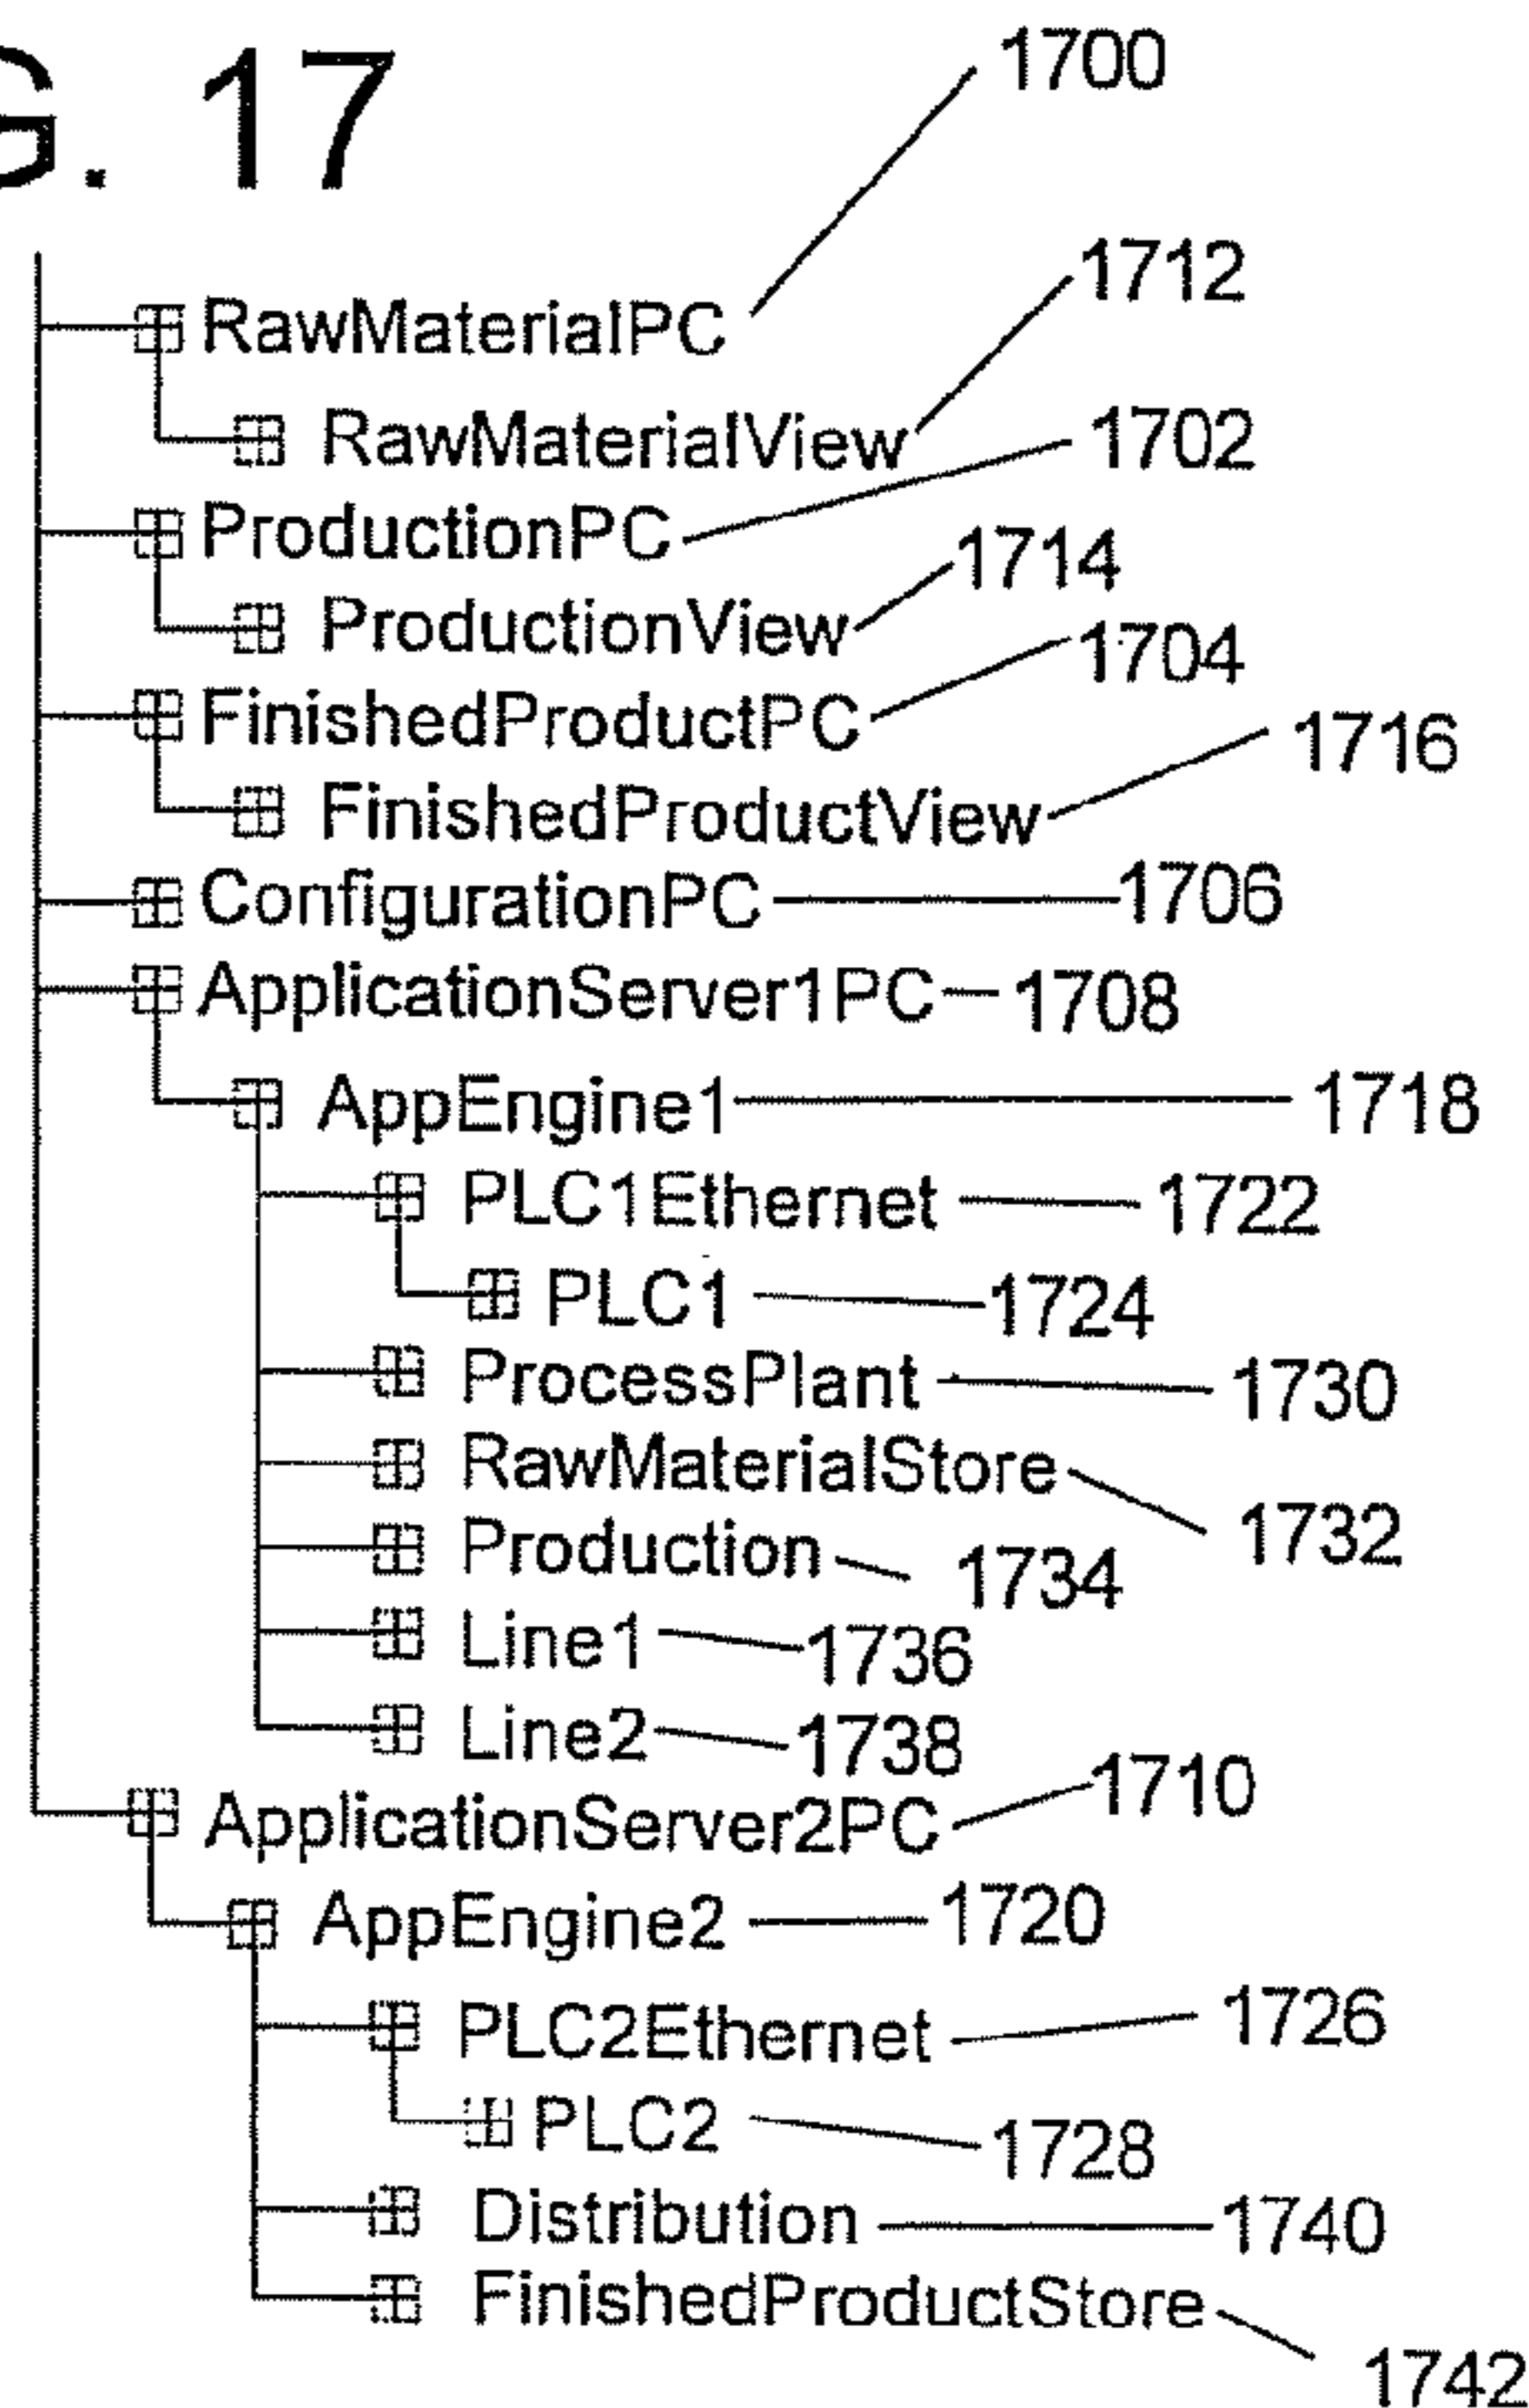 G. 17
1700
RawMaterialPC
1712
RawMaterialView
1702
ProductionPC
1714
ProductionView
1704
FinishedProductPC
1716
FinishedProductView
ConfigurationPC 1706
ApplicationServer1PC 1708
AppEngine1 1718
PLC1Ethernet 1722
PLC1 1724
ProcessPlant 1730
RawMaterialStore
1732
Production 1734
Line1 1736
Line2 1738
1710
ApplicationServer2PC
AppEngine2 1720
PLC2Ethernet 1726
PLC2 1728
Distribution 1740
FinishedProductStore
1742